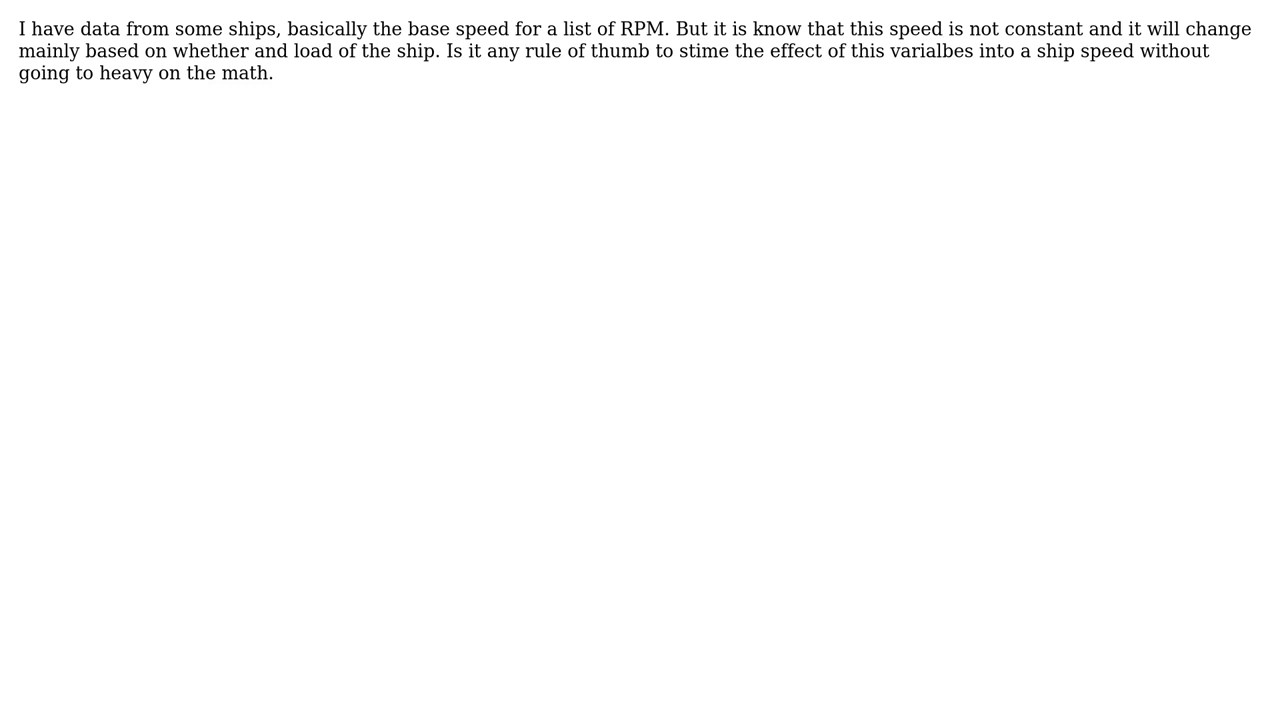 I have data from some ships, basically the base speed for a list of RPM. But it is know that this speed is not constant and it will change
mainly based on whether and load of the ship. Is it any rule of thumb to stime the effect of this varialbes into a ship speed without
going to heavy on the math.